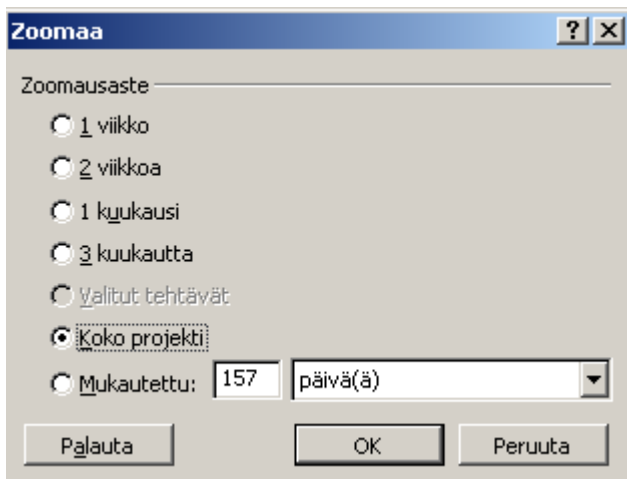 Zoomaa
Zoomausaste
1 viikko
2 viikkoa
1 kuukausi
3 kuukautta
Valitut tehtävät
Koko projekti
Mukautettu: 157 päivä(ä)
Palauta OK Peruuta